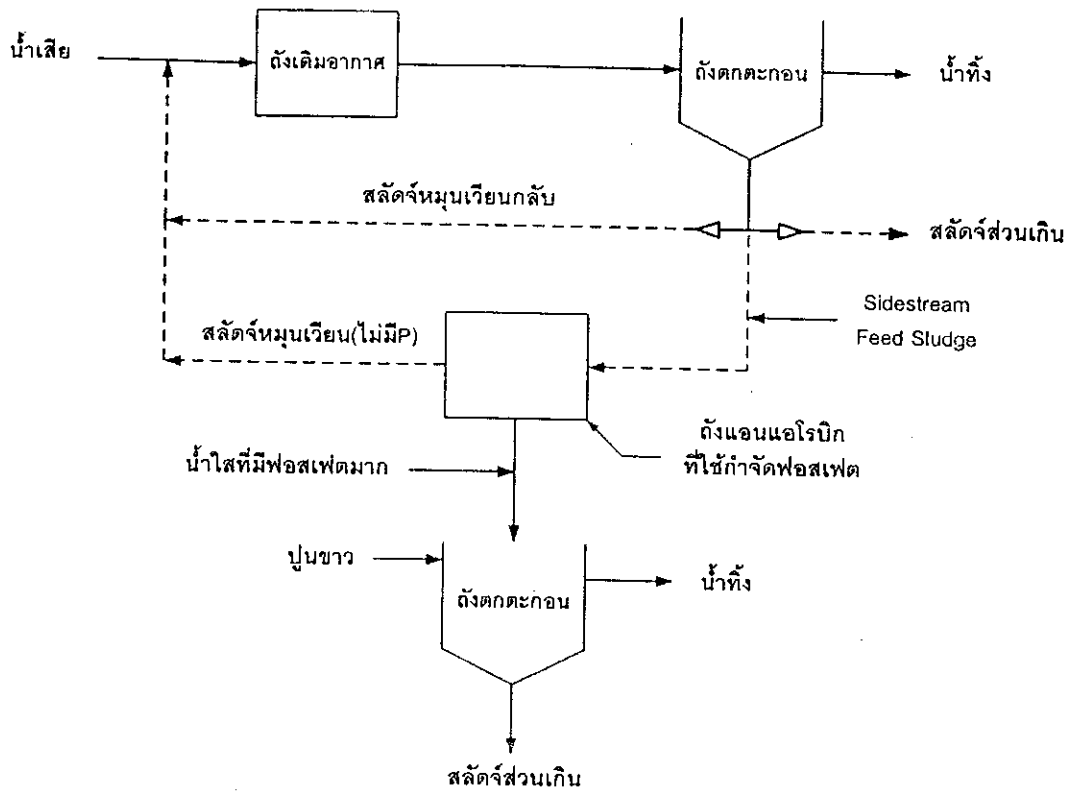 น้ำเสีย
ถังเติมอากาศ
ถังตกตะกอน
น้ำทิ้ง
สลัดจ์หมุนเวียนกลับ
สลัดจ์ส่วนเกิน
Sidestream
Feed Sludge
สลัดจ์หมุนเวียน(ไม่มีP)
ถังแอนแอโรบิก
ที่ใช้กำจัดฟอสเฟต
น้ำใสที่มีฟอสเฟตมาก
ปูนขาว
ถังตกตะกอน
น้ำทิ้ง
สลัดจ์ส่วนเกิน